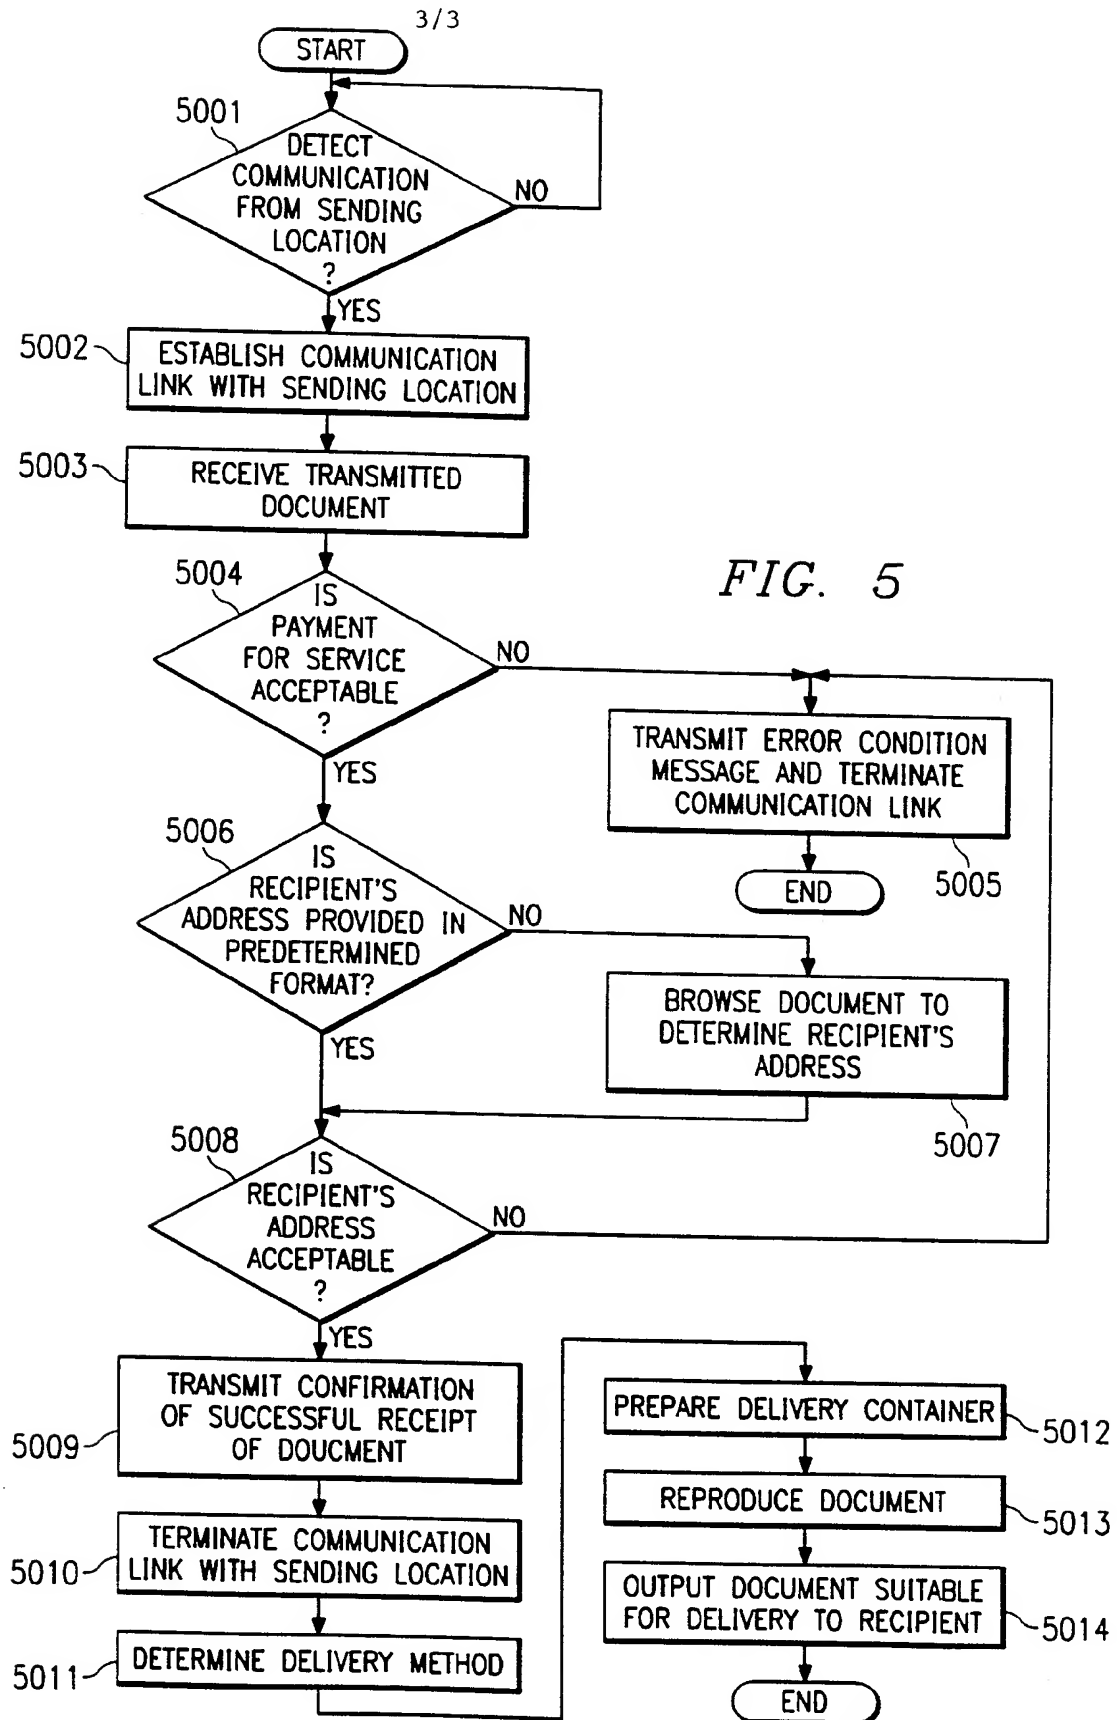 3/3
START
5001
DETECT
COMMUNICATION
FROM SENDING
LOCATION
?
NO
YES
5002
ESTABLISH COMMUNICATION
LINK WITH SENDING LOCATION
5003
RECEIVE TRANSMITTED
DOCUMENT
FIG. 5
5004
IS
PAYMENT
FOR SERVICE
ACCEPTABLE
?
NO
YES
TRANSMIT ERROR CONDITION
MESSAGE AND TERMINATE
COMMUNICATION LINK
5005
END
5006
IS
RECIPIENT'S
ADDRESS PROVIDED IN
PREDETERMINED
FORMAT?
NO
YES
BROWSE DOCUMENT TO
DETERMINE RECIPIENT'S
ADDRESS
5007
5008
IS
RECIPIENT'S
ADDRESS
ACCEPTABLE
?
NO
YES
TRANSMIT CONFIRMATION
OF SUCCESSFUL RECEIPT
OF DOUCMENT
5009
TERMINATE COMMUNICATION
LINK WITH SENDING LOCATION
5010
DETERMINE DELIVERY METHOD
5011
PREPARE DELIVERY CONTAINER
5012
REPRODUCE DOCUMENT
5013
OUTPUT DOCUMENT SUITABLE
FOR DELIVERY TO RECIPIENT
5014
END